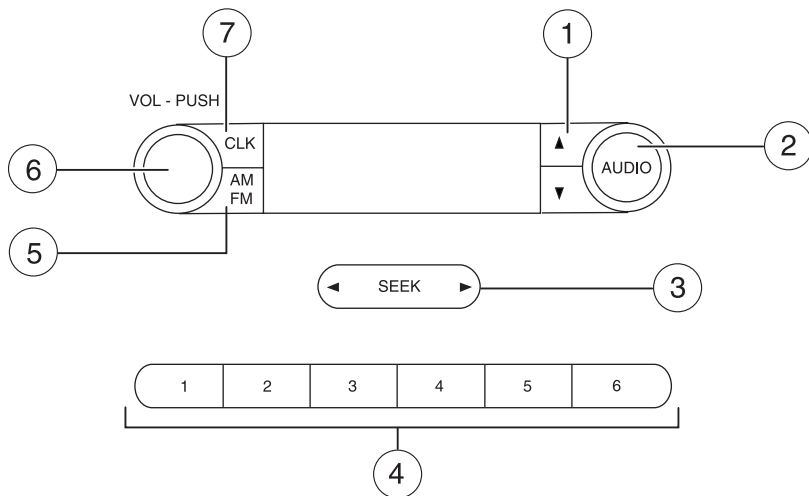 7
1
VOL - PUSH
CLK
▲
2
6
AUDIO
AM
FM
▼
5
◄ SEEK ►
3
1 2 3 4 5 6
4